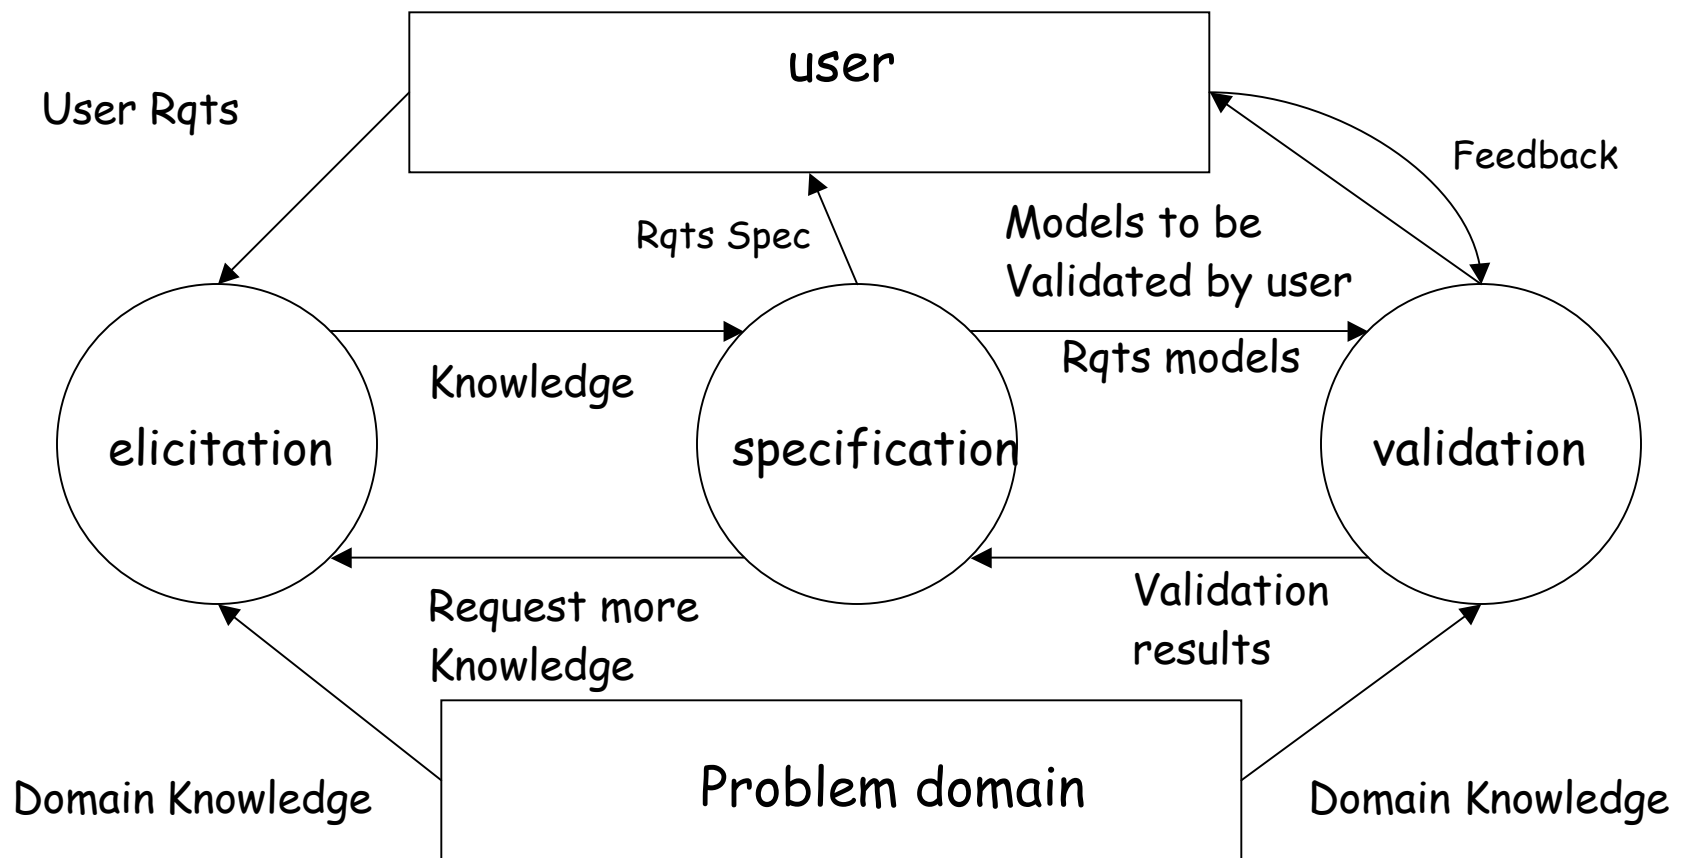 user
User Rqts
Feedback
Rqts Spec
Models to be
Validated by user
Rqts models
Knowledge
elicitation
specification
validation
Request more
Knowledge
Validation
results
Domain Knowledge
Problem domain
Domain Knowledge